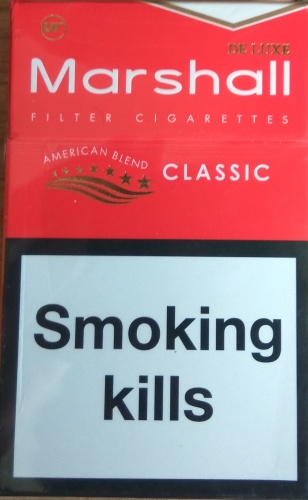 DE LUXE
Marshall
FILTER CIGARETTES
AMERICAN BLEND
CLASSIC
Smoking
kills